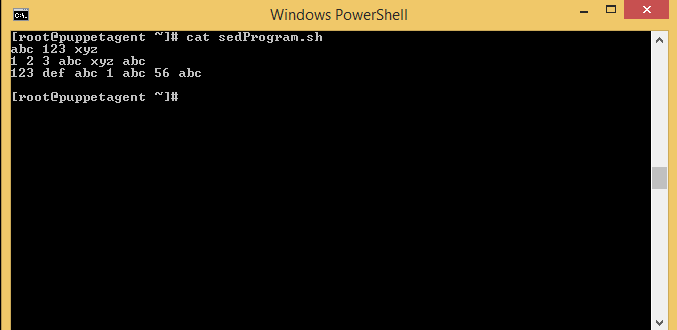 Windows PowerShell
[root@puppetagent ~]# cat sedProgram.sh
abc 123 xyz
1 2 3 abc xyz abc
123 def abc 1 abc 56 abc
[root@puppetagent ~]#